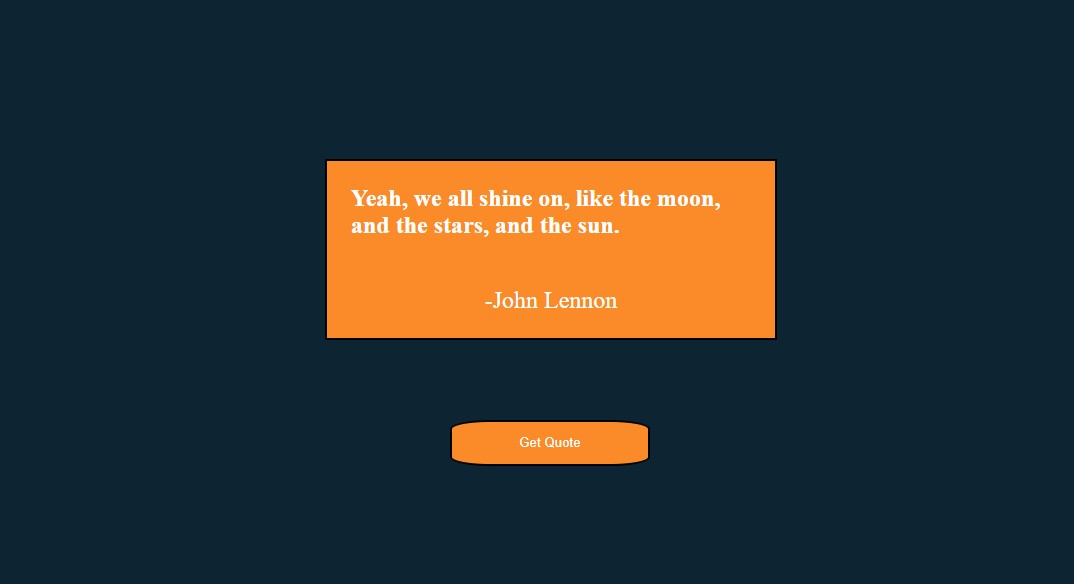 Yeah, we all shine on, like the moon,
and the stars, and the sun.
-John Lennon
Get Quote